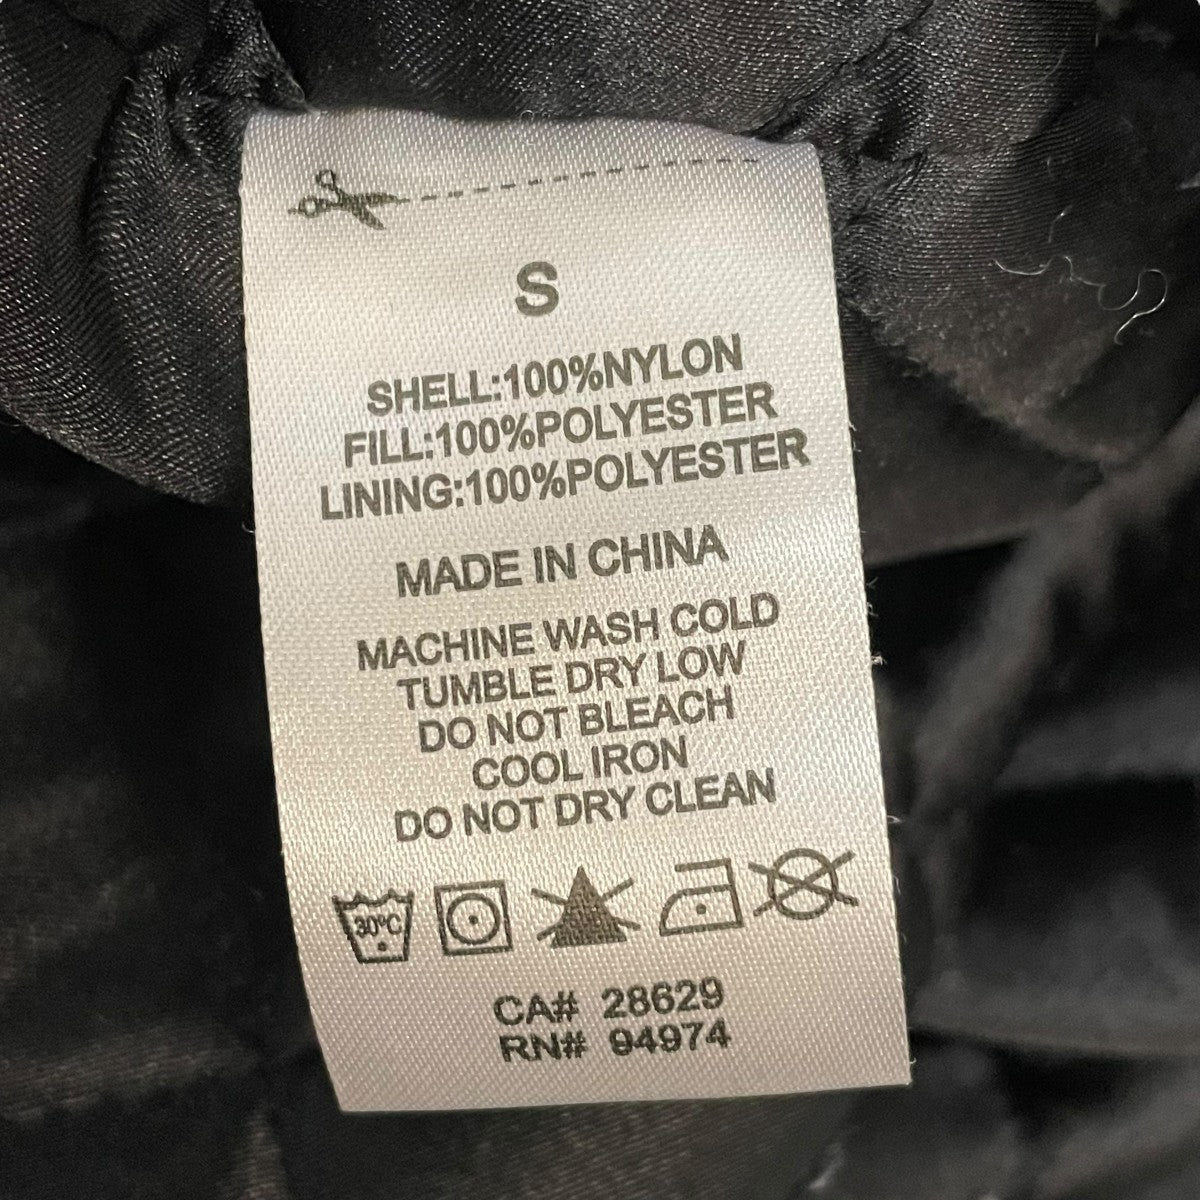 S
SHELL:100%NYLON
FILL:100%POLYESTER
LINING:100%POLYESTER
MADE IN CHINA
MACHINE WASH COLD
TUMBLE DRY LOW
DO NOT BLEACH
COOL IRON
DO NOT DRY CLEAN
30°C
CA# 28629
RN# 94974